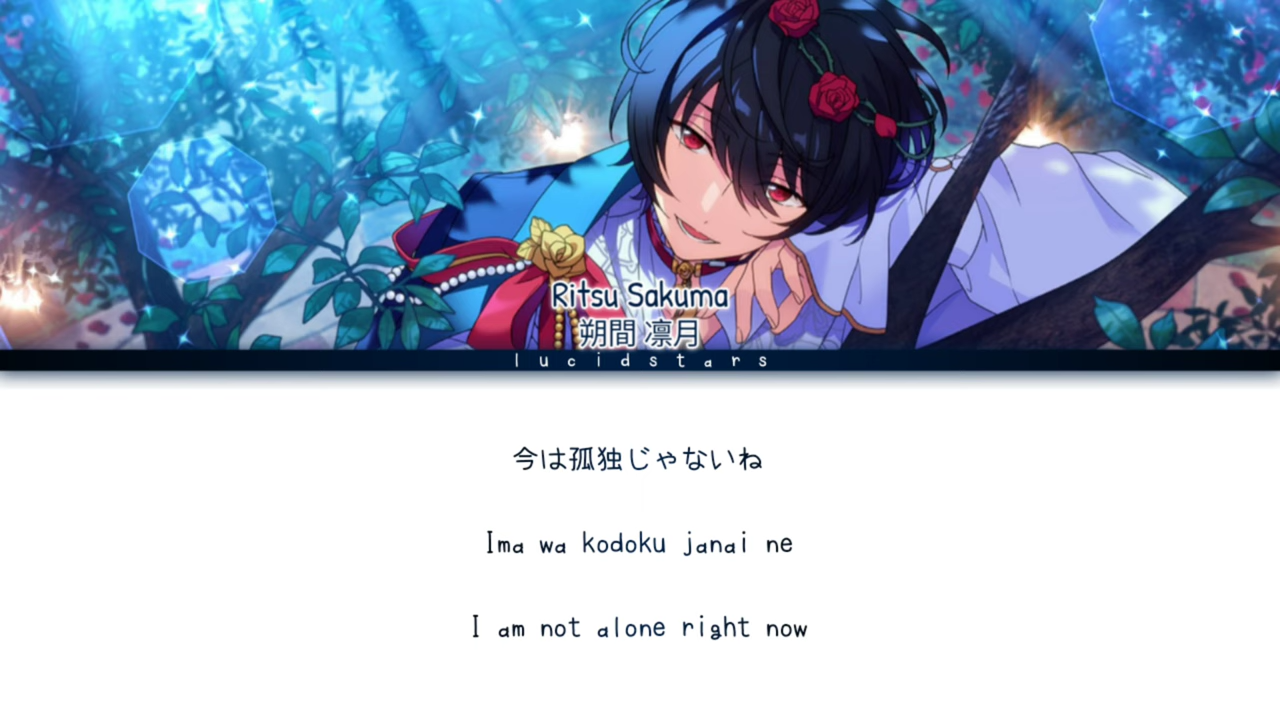 Ritsu Sakuma
朔間 凛月
lucidstars
今は孤独じゃないね
Ima wa kodoku janai ne
I am not alone right now